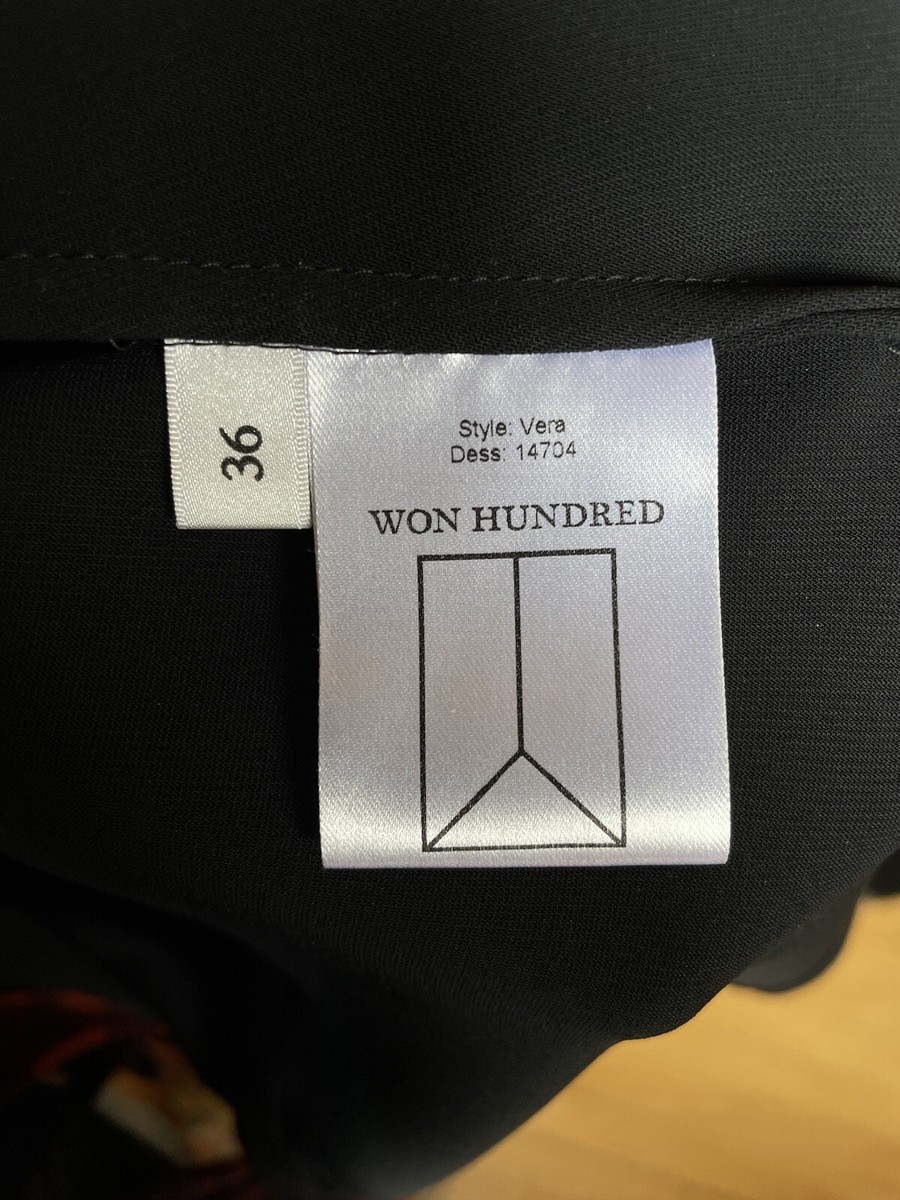 36
Style: Vera
Dess: 14704
WON HUNDRED